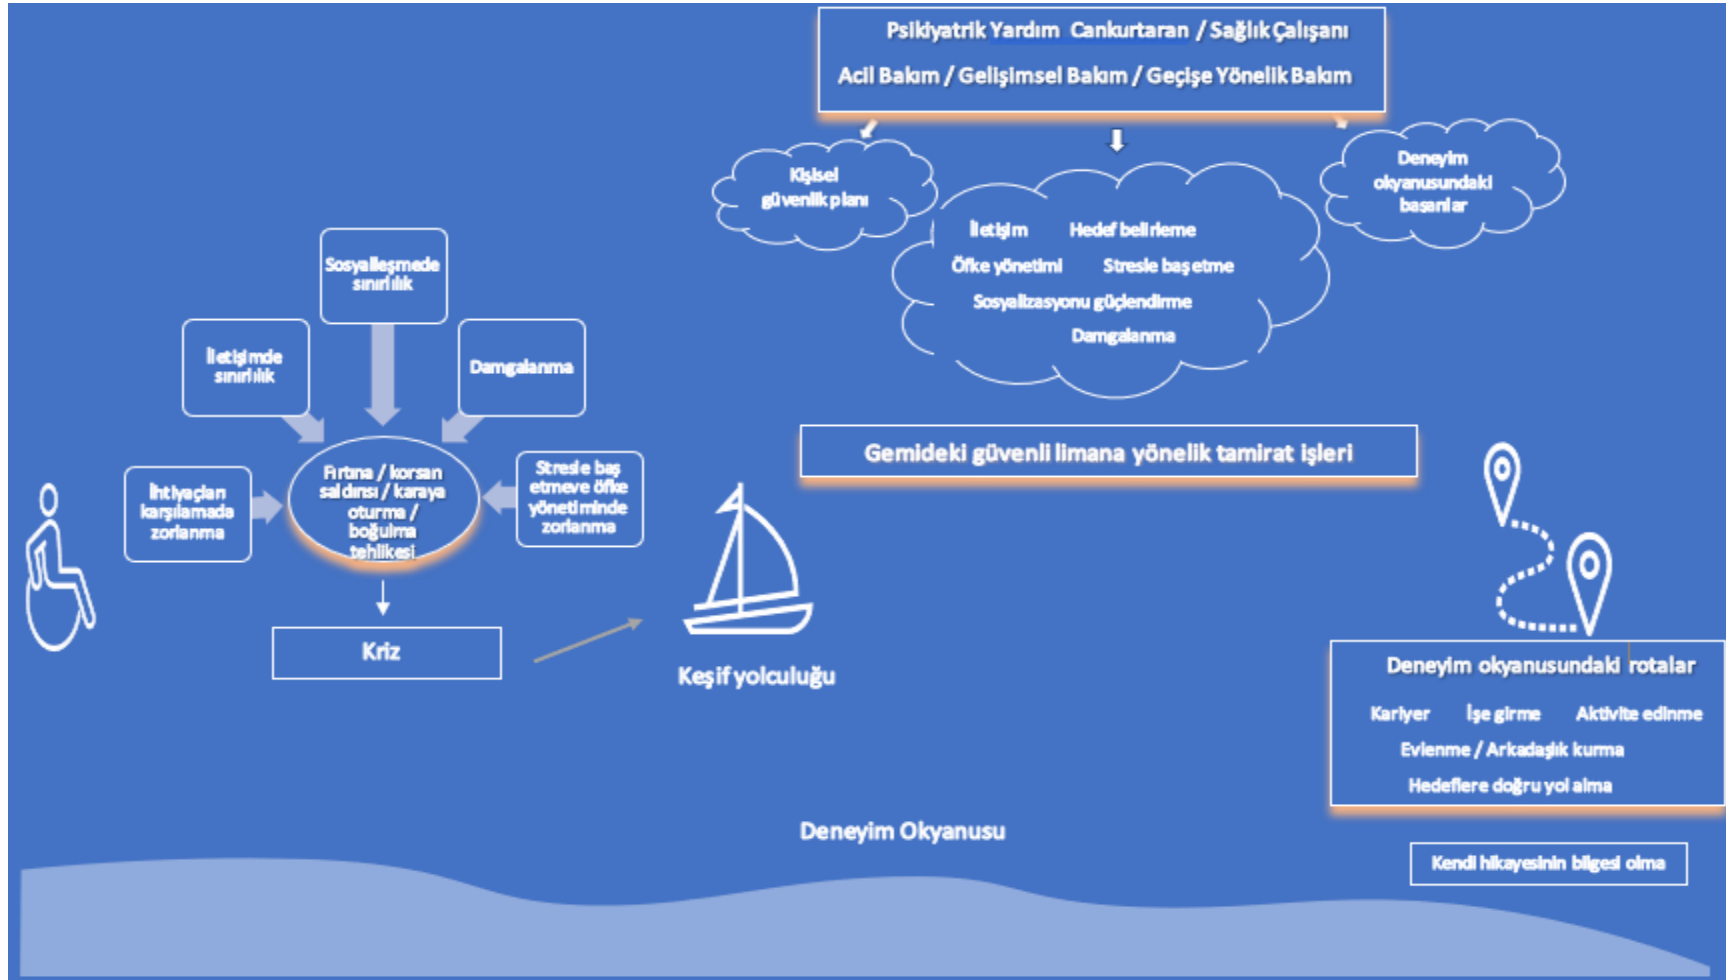 Psikiyatrik Yardım Cankurtaran / Sağlık Çalışanı
Acil Bakım / Gelişimsel Bakım / Geçişe Yönelik Bakım
Kişisel
güvenlik planı
İletişim Hedef belirleme
Öfke yönetimi Stresle baş etme
Sosyalizasyonu güçlendirme
Damgalanma
Deneyim
okyanusundaki
başarılar
Sosyalleşmede
sınırlılık
İletişimde
sınırlılık
Damgalanma
İhtiyaçları
karşılamada
zorlanma
Fırtına / korsan
saldırısı / karaya
oturma /
boğulma
tehlikesi
Stresle baş
etmeve öfke
yönetiminde
zorlanma
Kriz
Keşif yolculuğu
Gemideki güvenli limana yönelik tamirat işleri
Deneyim okyanusundaki rotalar
Kariyer İşe girme Aktivite edinme
Evlenme / Arkadaşlık kurma
Hedeflere doğru yol alma
Deneyim Okyanusu
Kendi hikayesinin bilgesi olma